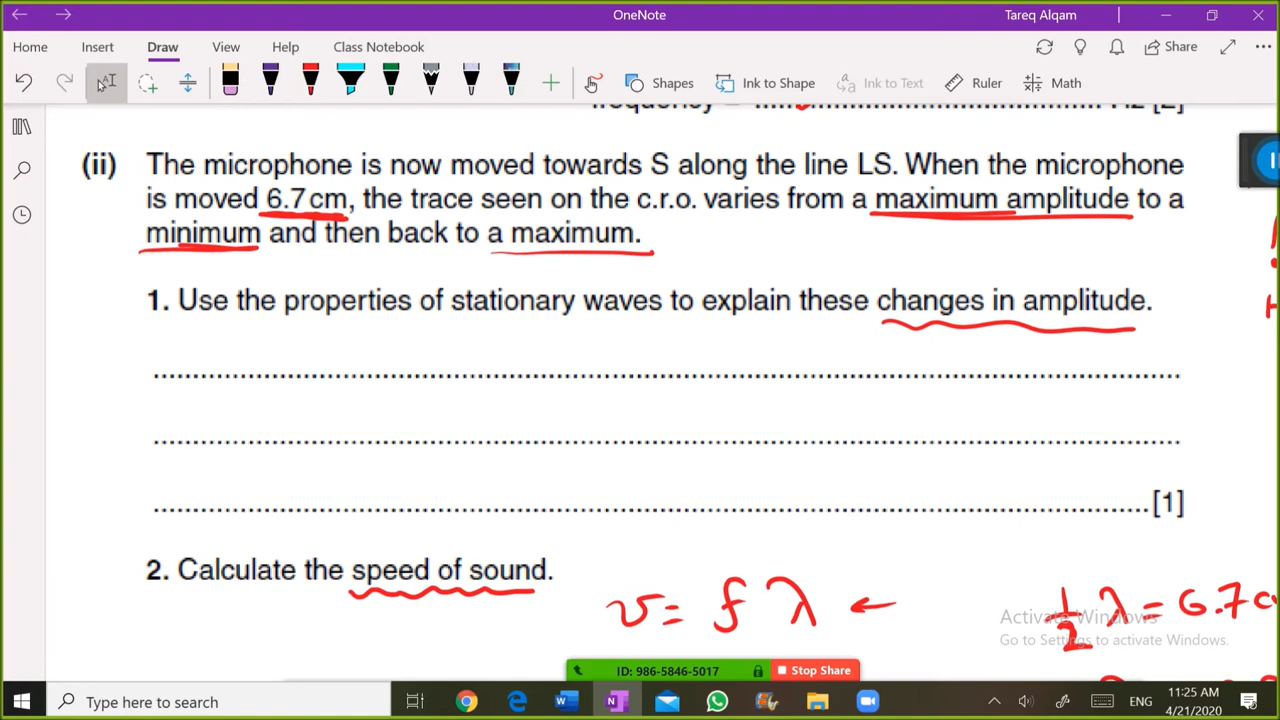 OneNote
Tareq Alqam
Home Insert Draw View Help Class Notebook
Share
Shapes Ink to Shape Ink to Text Ruler Math
frequency = ................................ Hz [2]
(ii) The microphone is now moved towards S along the line LS. When the microphone
is moved 6.7 cm, the trace seen on the c.r.o. varies from a maximum amplitude to a
minimum and then back to a maximum.
1. Use the properties of stationary waves to explain these changes in amplitude.
................................................................................
................................................................................
................................................................................[1]
2. Calculate the speed of sound.
v = f λ ←
1/2 λ = 6.7 c
Activate Windows
Go to Settings to activate Windows.
ID: 986-5846-5017 Stop Share
Type here to search
ENG
11:25 AM
4/21/2020